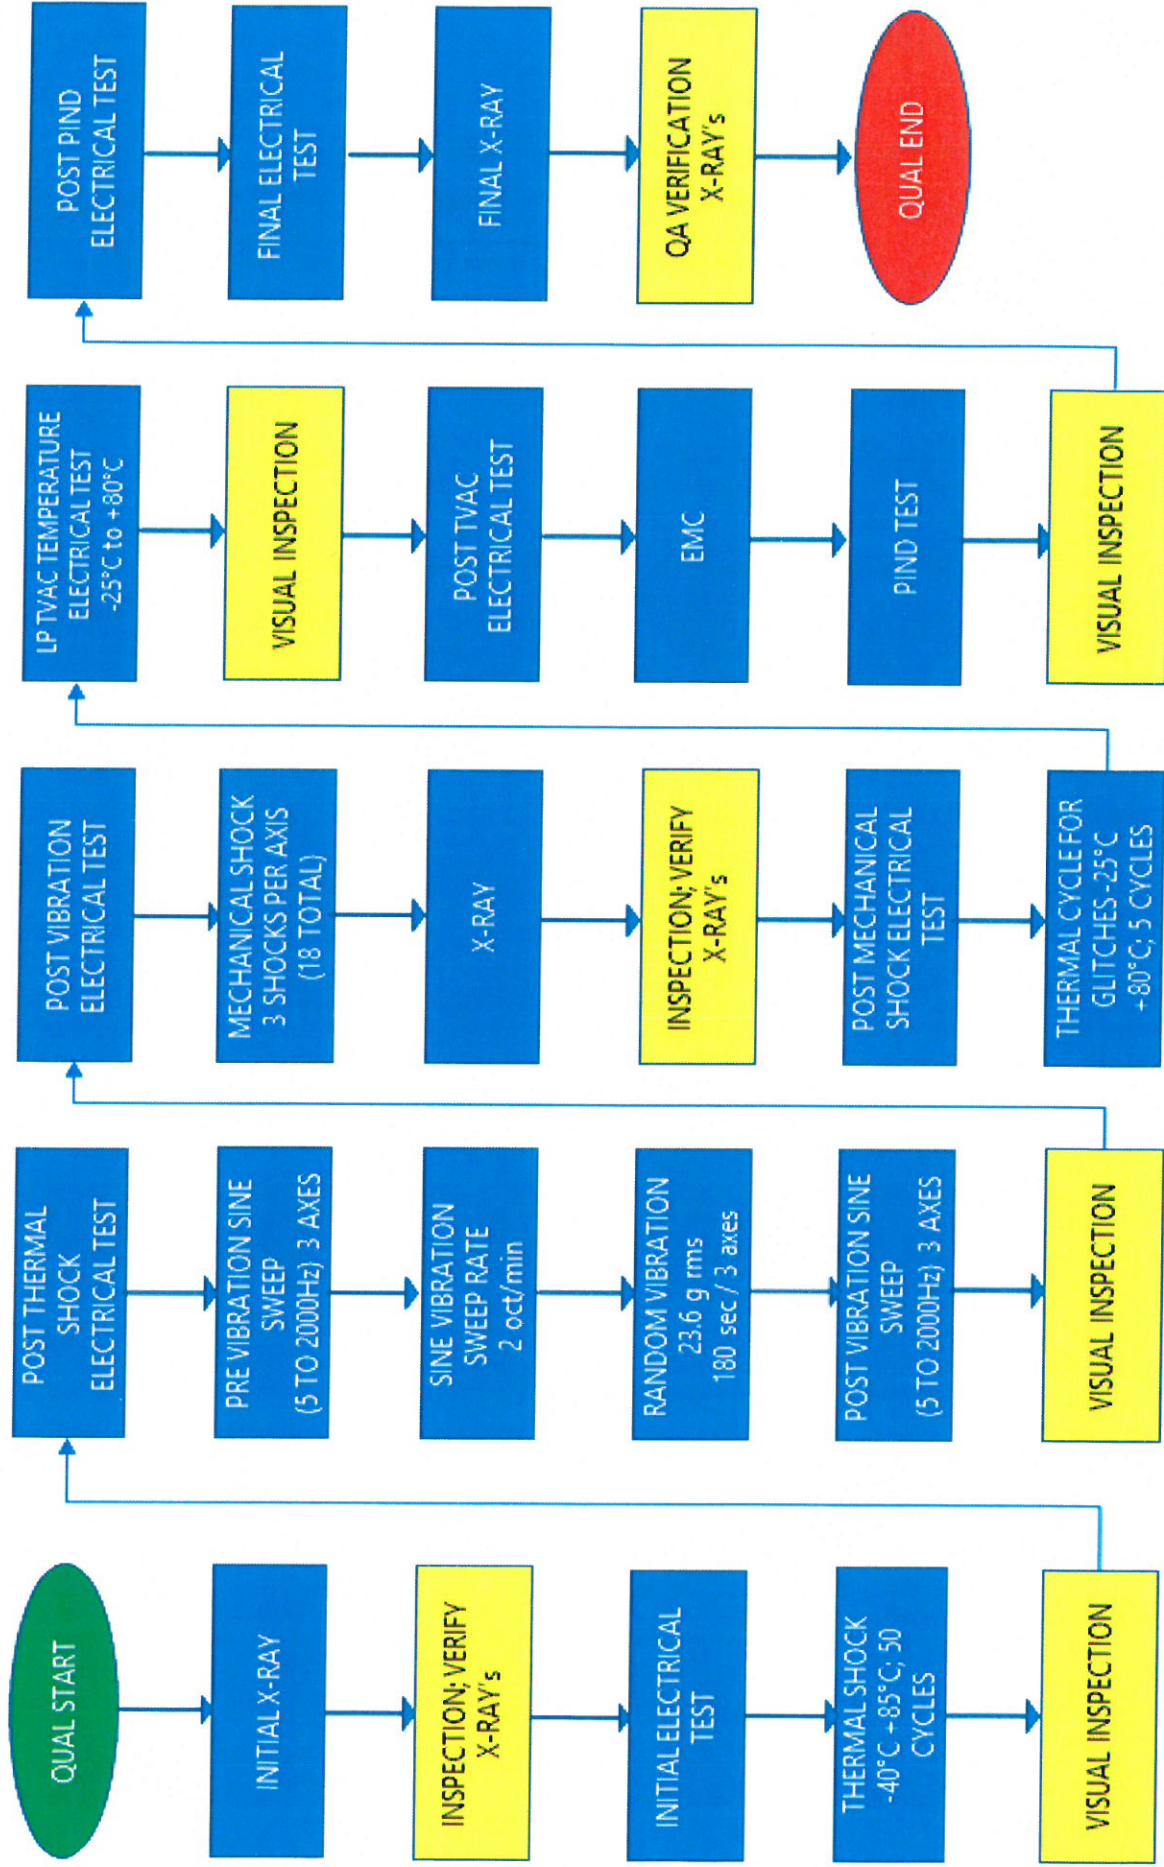 QUAL START
INITIAL X-RAY
INSPECTION; VERIFY
X-RAY's
INITIAL ELECTRICAL
TEST
THERMAL SHOCK
-40°C +85°C; 50
CYCLES
VISUAL INSPECTION
POST THERMAL
SHOCK
ELECTRICAL TEST
PRE VIBRATION SINE
SWEEP
(5 TO 2000Hz) 3 AXES
SINE VIBRATION
SWEEP RATE
2 oct/min
RANDOM VIBRATION
23.6 g rms
180 sec / 3 axes
POST VIBRATION SINE
SWEEP
(5 TO 2000Hz) 3 AXES
VISUAL INSPECTION
POST VIBRATION
ELECTRICAL TEST
MECHANICAL SHOCK
3 SHOCKS PER AXIS
(18 TOTAL)
X-RAY
INSPECTION; VERIFY
X-RAY's
POST MECHANICAL
SHOCK ELECTRICAL
TEST
THERMAL CYCLE FOR
GLITCHES -25°C
+80°C; 5 CYCLES
LP TVAC TEMPERATURE
ELECTRICAL TEST
-25°C to +80°C
VISUAL INSPECTION
POST TVAC
ELECTRICAL TEST
EMC
PIND TEST
VISUAL INSPECTION
POST PIND
ELECTRICAL TEST
FINAL ELECTRICAL
TEST
FINAL X-RAY
QA VERIFICATION
X-RAY's
QUAL END